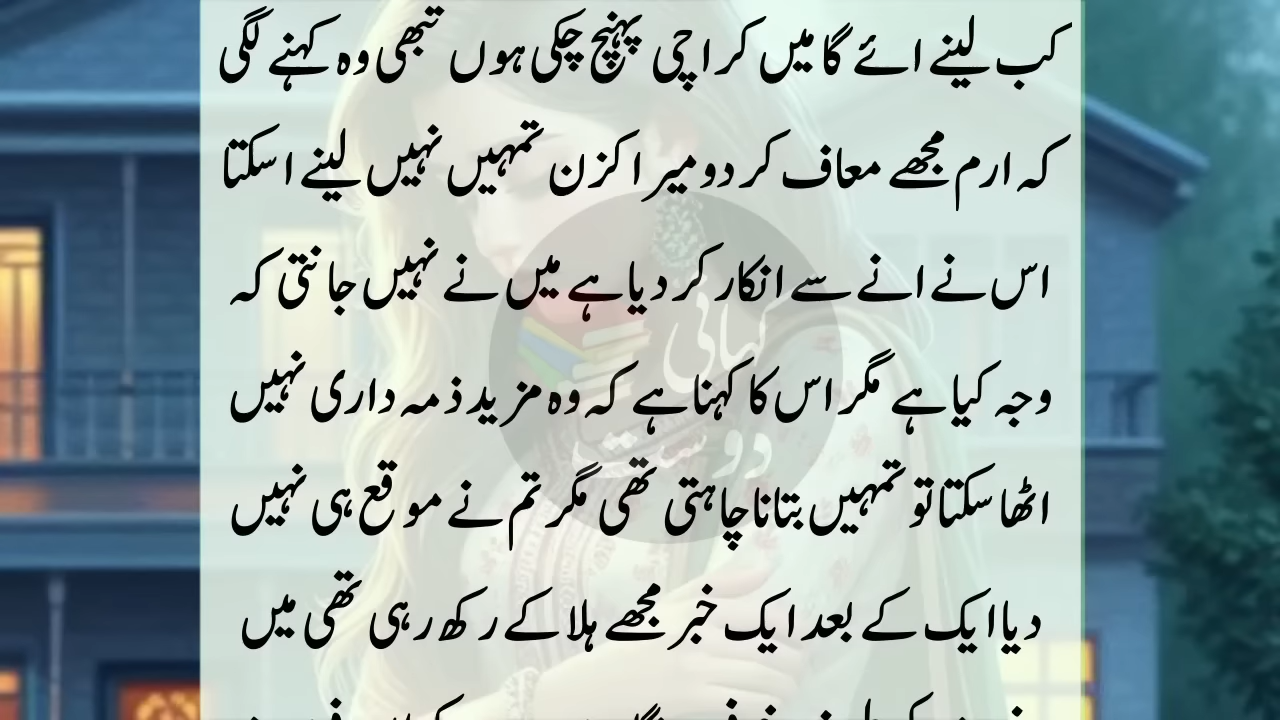 کب لینے ائے گا میں کراچی پہنچ چکی ہوں تبھی وہ کہنے لگی
کہ ارم مجھے معاف کر دو میرا کزن تمہیں نہیں لینے اسکتا
اس نے انے سے انکار کر دیا ہے میں نے نہیں جانتی کہ
وجہ کیا ہے مگر اس کا کہنا ہے کہ وہ مزید ذمہ داری نہیں
اٹھا سکتا تو تمہیں بتانا چاہتی تھی مگر تم نے موقع ہی نہیں
دیا ایک کے بعد ایک خبر مجھے ہلا کے رکھ رہی تھی میں
کہانی
دوست